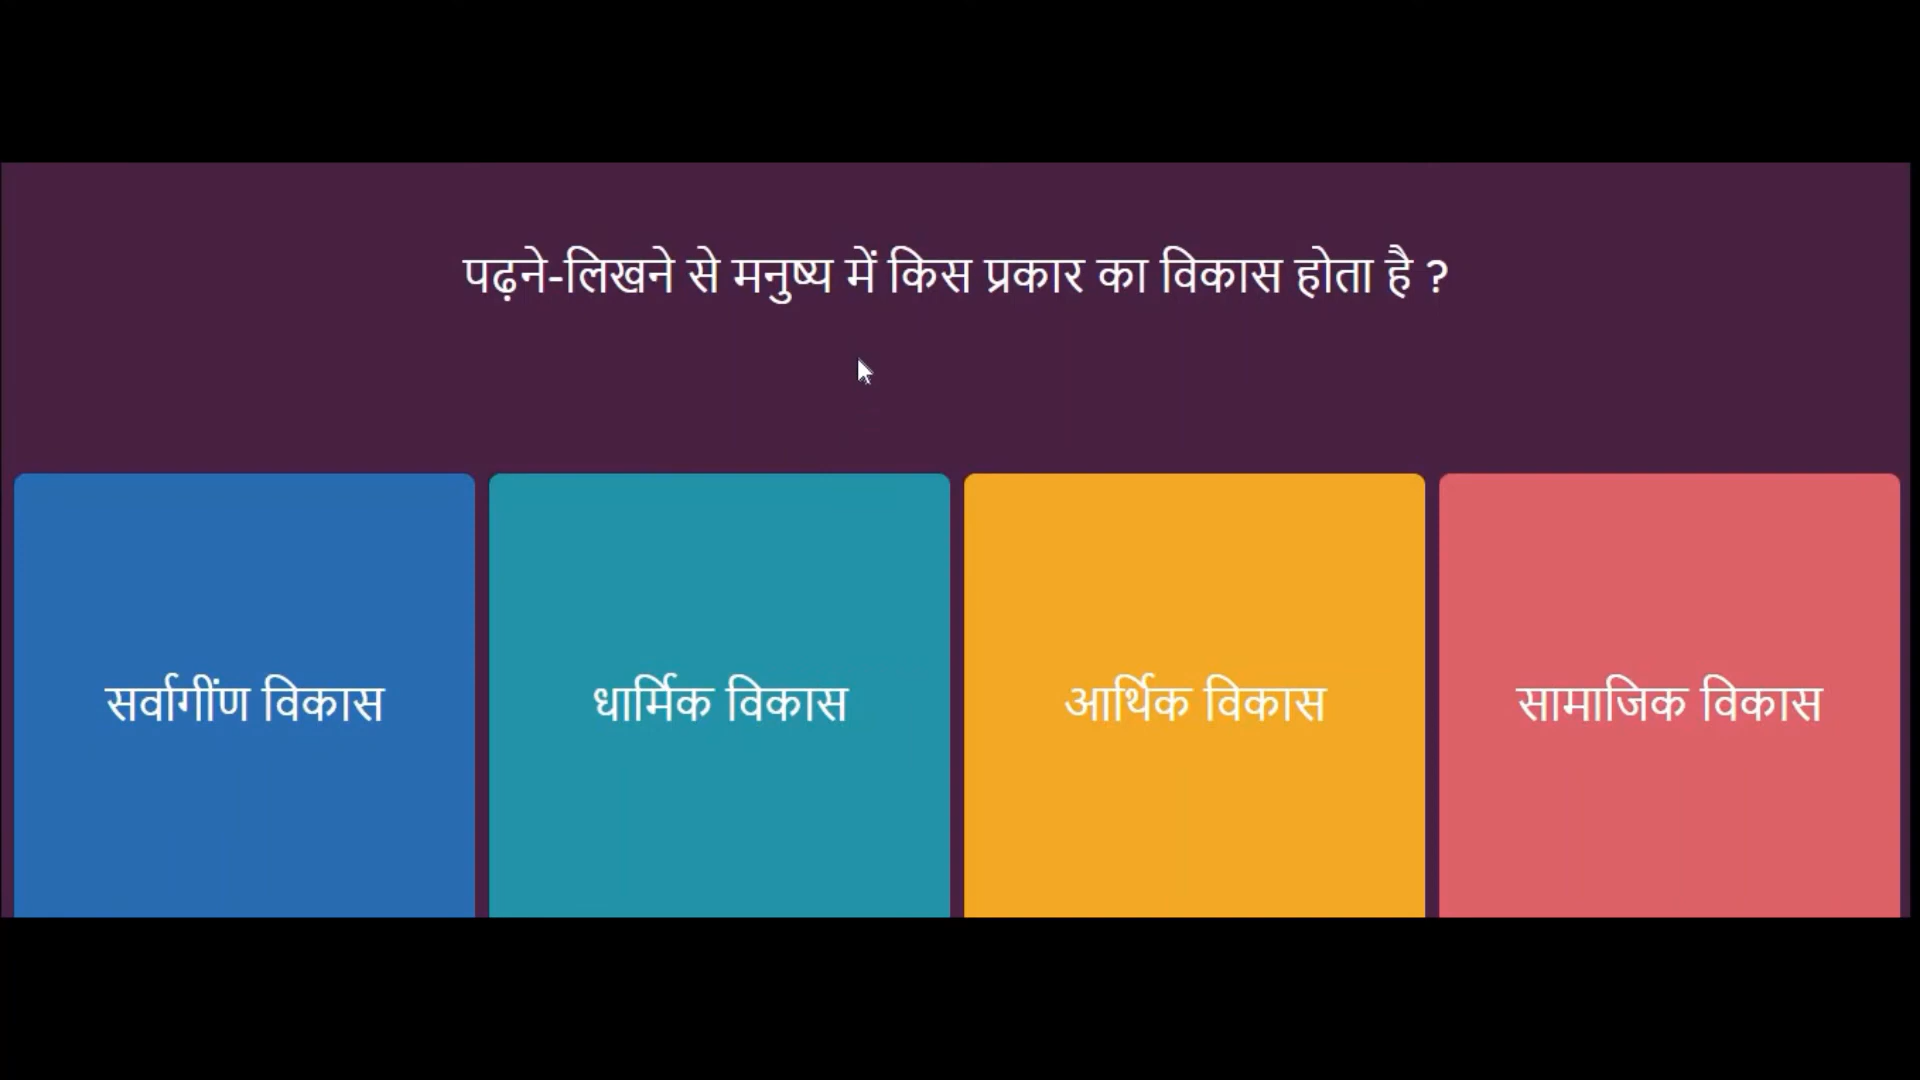 पढ़ने-लिखने से मनुष्य में किस प्रकार का विकास होता है ?
सर्वागींण विकास
धार्मिक विकास
आर्थिक विकास
सामाजिक विकास